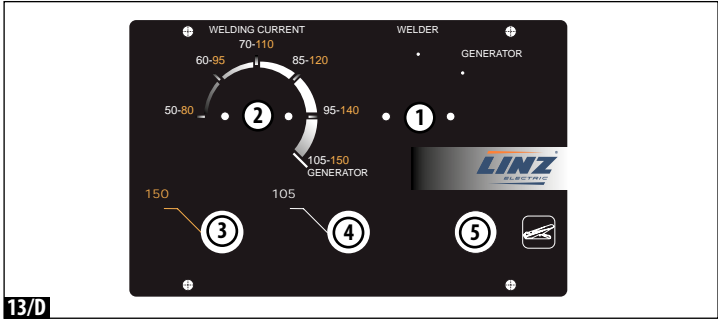 WELDING CURRENT
WELDER
70-110
GENERATOR
60-95
85-120
50-80
2
95-140
1
105-150
GENERATOR
LINZ
ELECTRIC
150
105
3
4
5
13/D